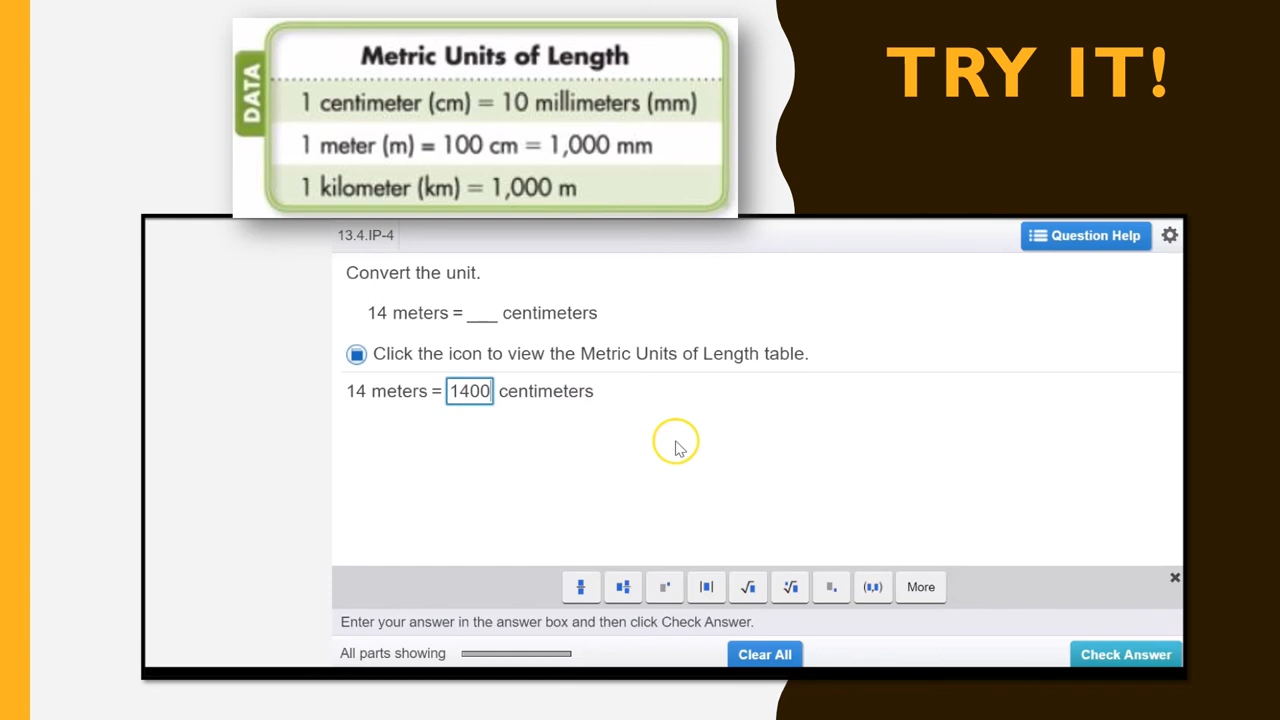 TRY IT!
DATA
Metric Units of Length
1 centimeter (cm) = 10 millimeters (mm)
1 meter (m) = 100 cm = 1,000 mm
1 kilometer (km) = 1,000 m
13.4.IP-4
Question Help
Convert the unit.
14 meters = ___ centimeters
Click the icon to view the Metric Units of Length table.
14 meters = 1400 centimeters
More
Enter your answer in the answer box and then click Check Answer.
All parts showing
Clear All
Check Answer